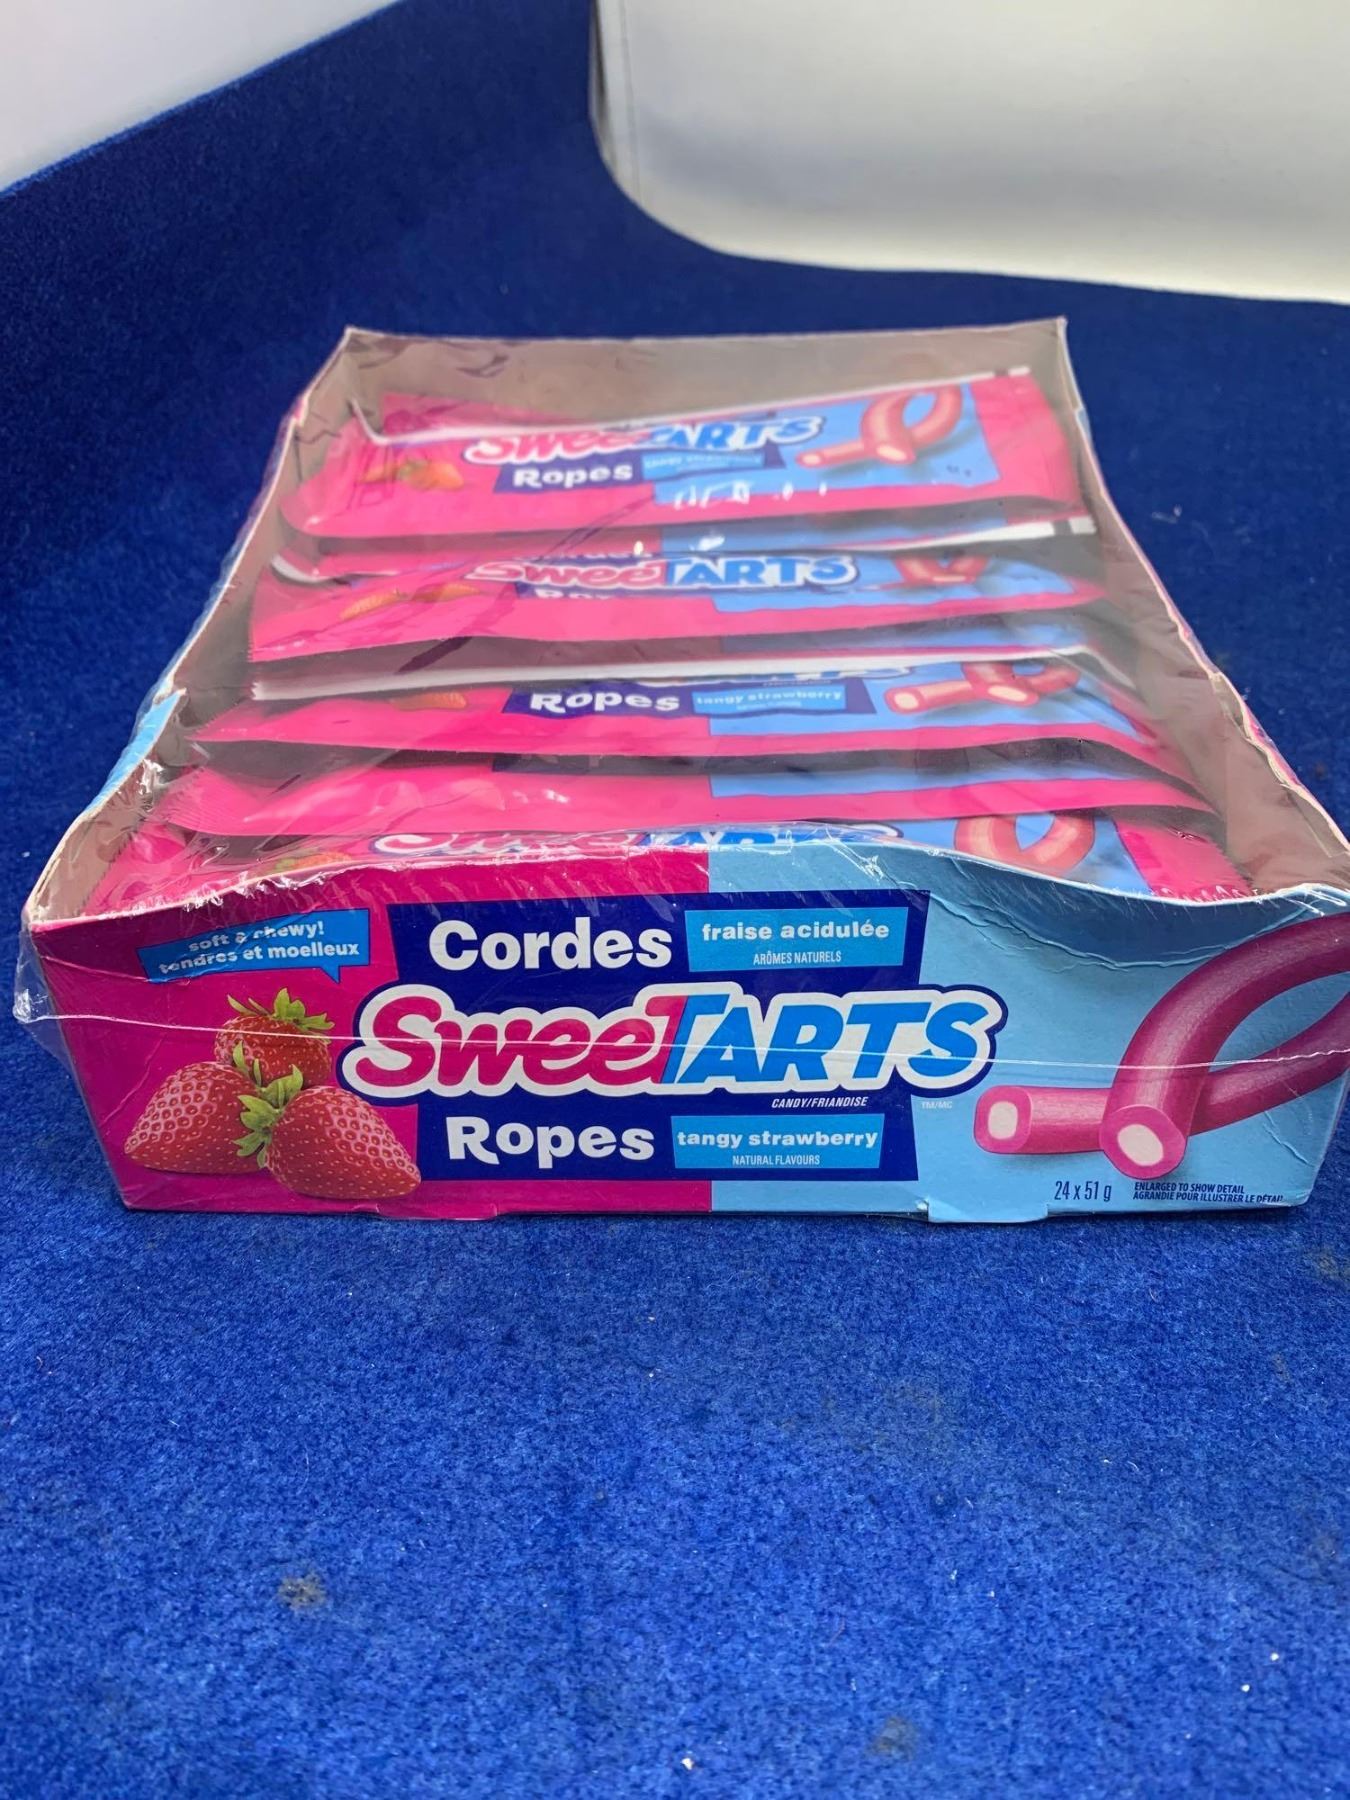 SweeTARTS
Ropes
SweeTARTS
Ropes tangy strawberry
soft & chewy!
tendres et moelleux
Cordes
fraise acidulée
ARÔMES NATURELS
SweeTARTS
CANDY/FRIANDISE
TM/MC
Ropes
tangy strawberry
NATURAL FLAVOURS
24 x 51 g
ENLARGED TO SHOW DETAIL
AGRANDIE POUR ILLUSTRER LE DÉTAIL